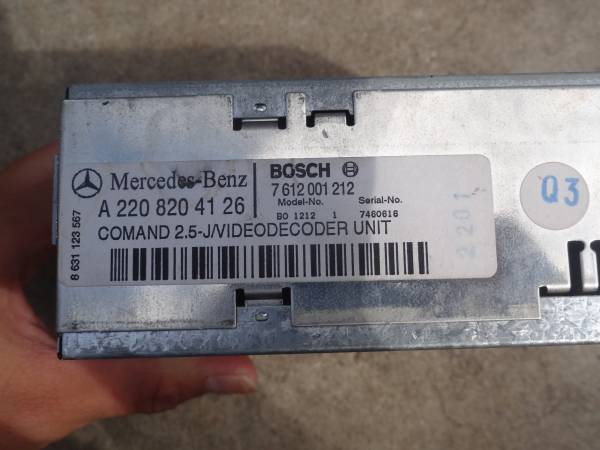 Mercedes-Benz
A 220 820 41 26
BOSCH
7 612 001 212
Model-No. Serial-No.
BO 1212 1 7460616
COMAND 2.5-J/VIDEODECODER UNIT
8 631 123 567
2201
Q3